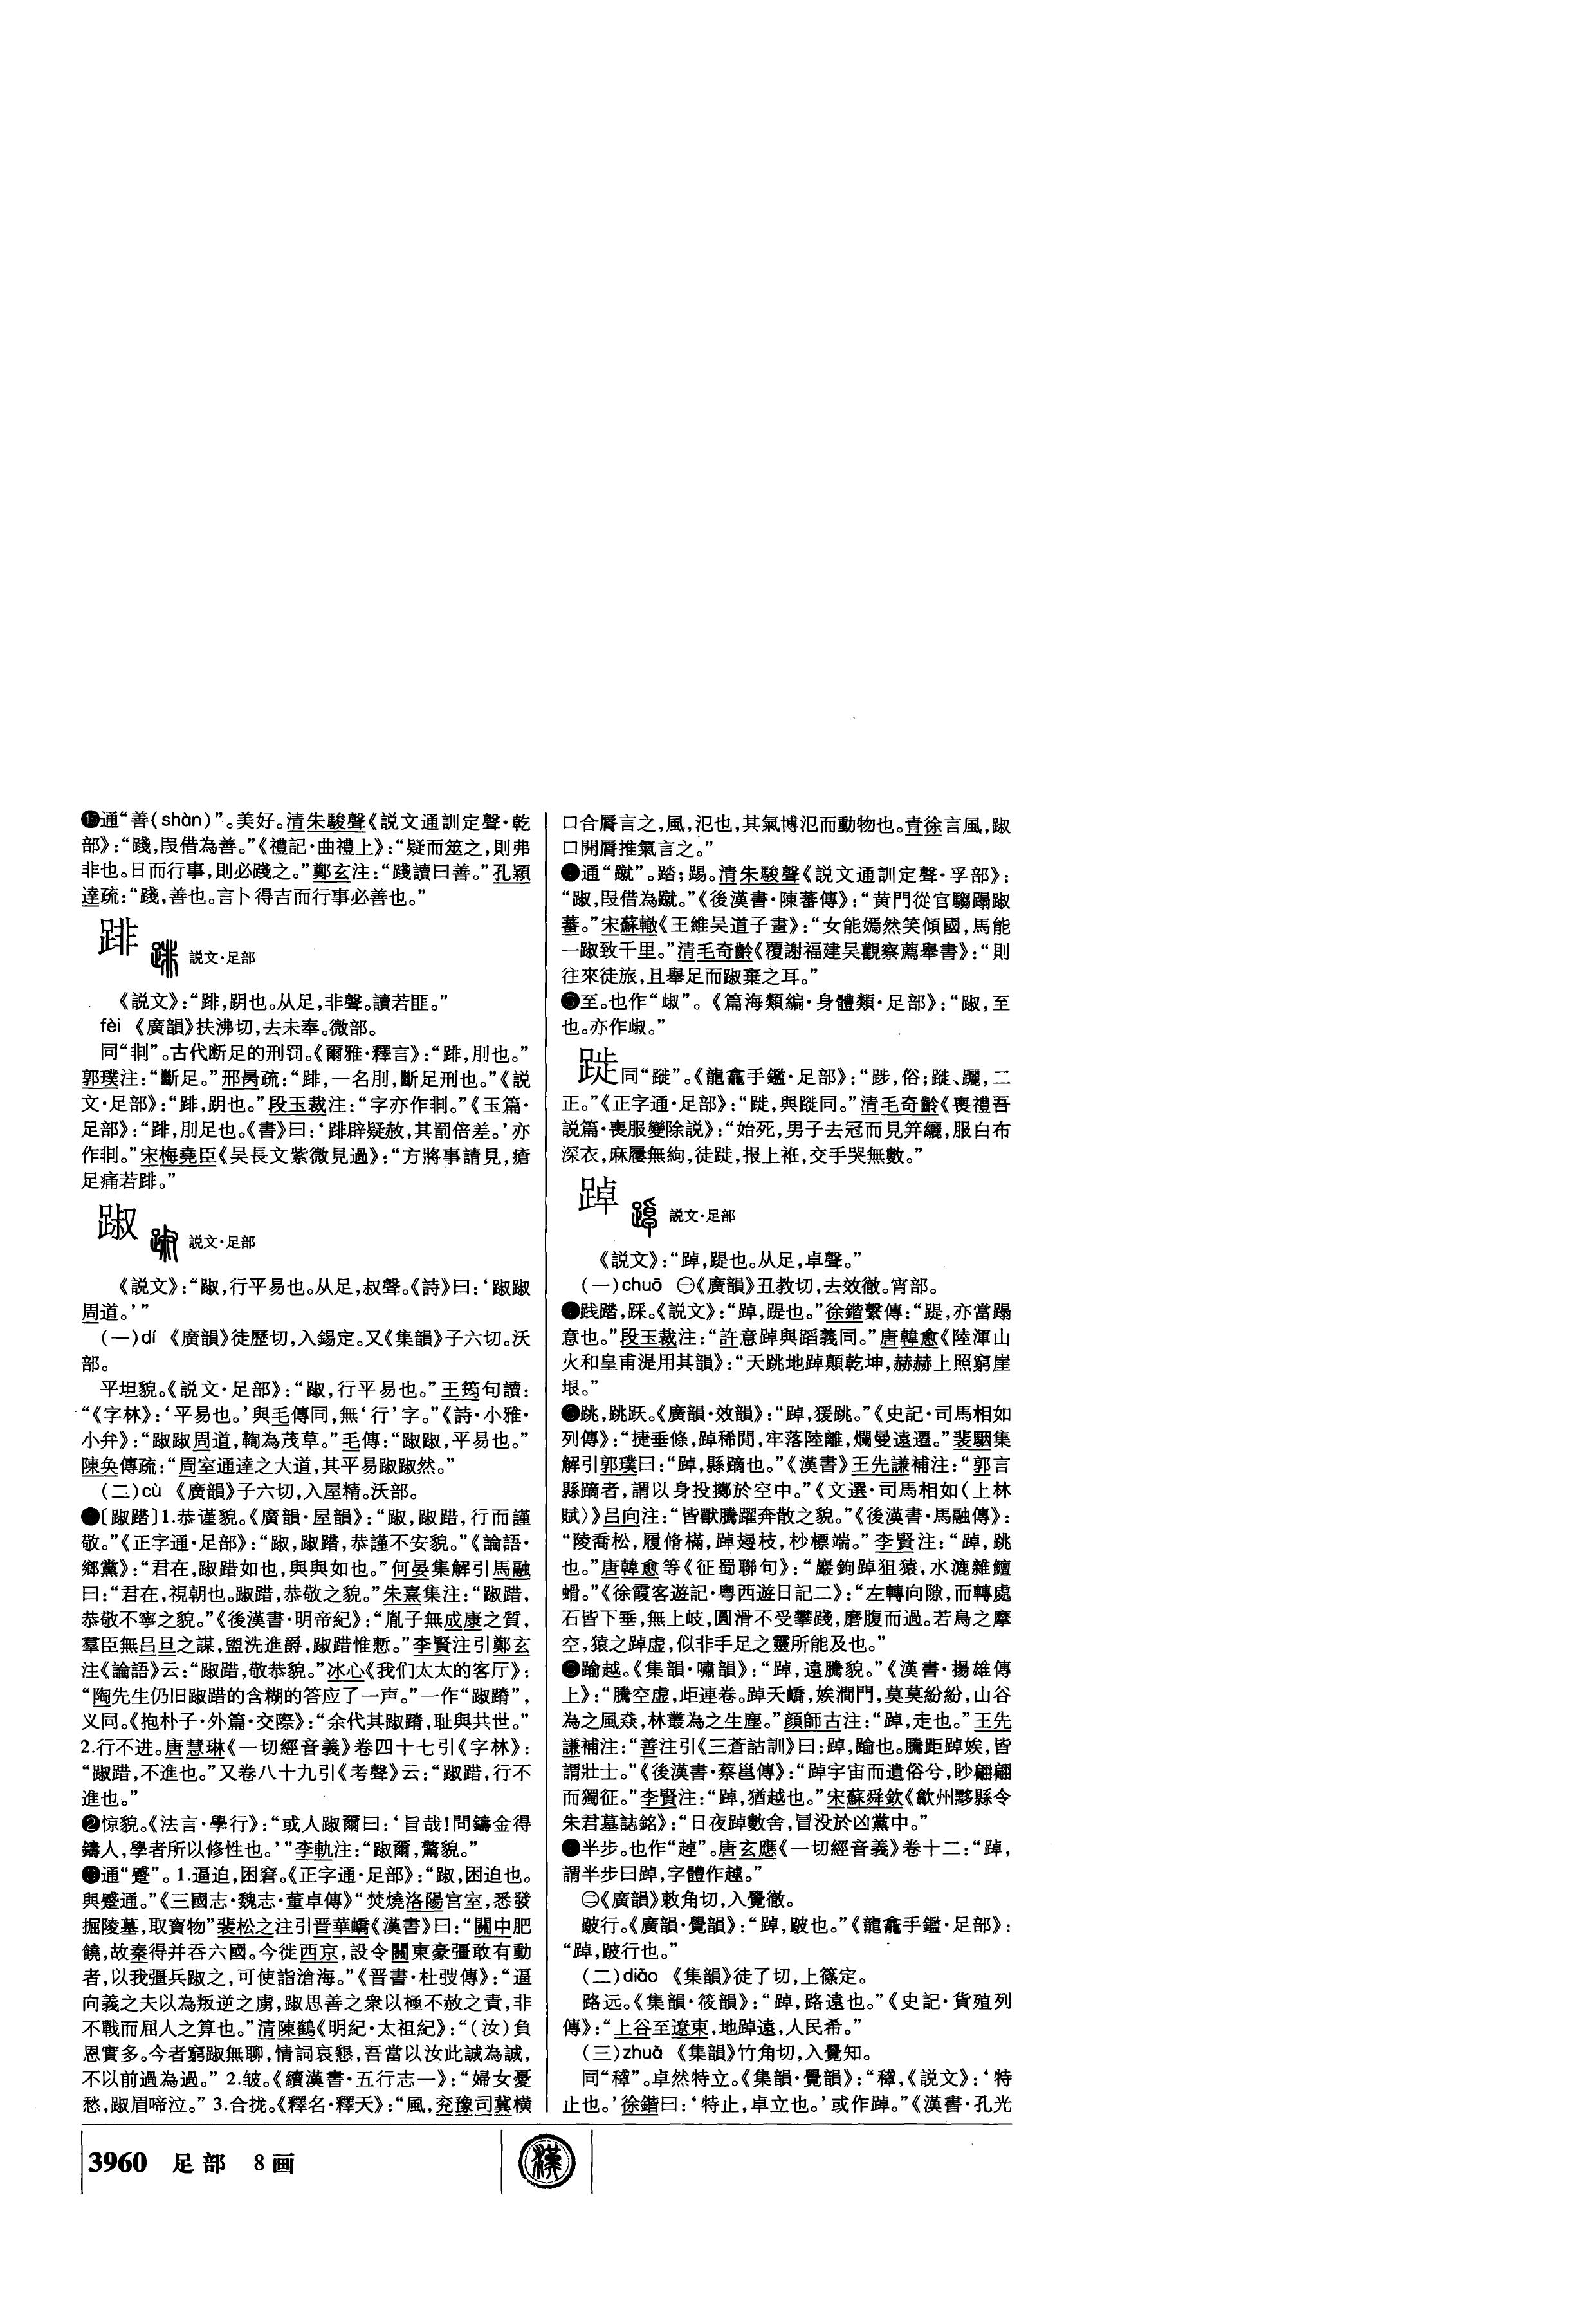 通“善(shàn)”。美好。清朱駿聲《説文通訓定聲·乾
部》：“踐，叚借為善。”《禮記·曲禮上》：“疑而筮之，則弗
非也。日而行事，則必踐之。”鄭玄注：“踐讀曰善。”孔穎
達疏：“踐，善也。言卜得吉而行事必善也。”
跸
説文·足部
《説文》：“䠊，跀也。从足，非聲。讀若匪。”
fèi 《廣韻》扶沸切，去未奉。微部。
同“剕”。古代断足的刑罚。《爾雅·釋言》：“䠊，刖也。”
郭璞注：“斷足。”邢昺疏：“䠊，一名刖，斷足刑也。”《説
文·足部》：“䠊，跀也。”段玉裁注：“字亦作剕。”《玉篇·
足部》：“䠊，刖足也。《書》曰：‘䠊辟疑赦，其罰倍差。’亦
作剕。”宋梅堯臣《吴長文紫微見過》：“方將事請見，瘡
足痛若䠊。”
踧
説文·足部
《説文》：“踧，行平易也。从足，叔聲。《詩》曰：‘踧踧
周道。’”
(一)dí 《廣韻》徒歷切，入錫定。又《集韻》子六切。沃
部。
平坦貌。《説文·足部》：“踧，行平易也。”王筠句讀：
“《字林》：‘平易也。’與毛傳同，無‘行’字。”《詩·小雅·
小弁》：“踧踧周道，鞫為茂草。”毛傳：“踧踧，平易也。”
陳奂傳疏：“周室通達之大道，其平易踧踧然。”
(二)cù 《廣韻》子六切，入屋精。沃部。
❶〔踧踖〕1.恭谨貌。《廣韻·屋韻》：“踧，踧踖，行而謹
敬。”《正字通·足部》：“踧，踧踖，恭謹不安貌。”《論語·
鄉黨》：“君在，踧踖如也，與與如也。”何晏集解引馬融
曰：“君在，視朝也。踧踖，恭敬之貌。”朱熹集注：“踧踖，
恭敬不寧之貌。”《後漢書·明帝紀》：“胤子無成康之質，
羣臣無吕旦之謀，盥洗進爵，踧踖惟慙。”李賢注引鄭玄
注《論語》云：“踧踖，敬恭貌。”冰心《我们太太的客厅》：
“陶先生仍旧踧踖的含糊的答应了一声。”一作“踧䠞”，
义同。《抱朴子·外篇·交際》：“余代其踧䠞，耻與共世。”
2.行不进。唐慧琳《一切經音義》卷四十七引《字林》：
“踧踖，不進也。”又卷八十九引《考聲》云：“踧踖，行不
進也。”
❷惊貌。《法言·學行》：“或人踧爾曰：‘旨哉！問鑄金得
鑄人，學者所以修性也。’”李軌注：“踧爾，驚貌。”
❸通“蹙”。1.逼迫，困窘。《正字通·足部》：“踧，困迫也。
與蹙通。”《三國志·魏志·董卓傳》“焚燒洛陽宫室，悉發
掘陵墓，取寶物”裴松之注引晋華嶠《漢書》曰：“關中肥
饒，故秦得并吞六國。今徙西京，設令關東豪彊敢有動
者，以我彊兵踧之，可使詣滄海。”《晋書·杜弢傳》：“逼
向義之夫以為叛逆之虜，踧思善之衆以極不赦之責，非
不戰而屈人之算也。”清陳鶴《明紀·太祖紀》：“(汝)負
恩實多。今者窮踧無聊，情詞哀懇，吾當以汝此誠為誠，
不以前過為過。” 2.皱。《續漢書·五行志一》：“婦女憂
愁，踧眉啼泣。” 3.合拢。《釋名·釋天》：“風，兖豫司冀横
口合脣言之，風，氾也，其氣博氾而動物也。青徐言風，踧
口開脣推氣言之。”
❹通“蹴”。踏；踢。清朱駿聲《説文通訓定聲·孚部》：
“踧，叚借為蹴。”《後漢書·陳蕃傳》：“黄門從官騶蹋踧
蕃。”宋蘇轍《王維吴道子畫》：“女能嫣然笑傾國，馬能
一踧致千里。”清毛奇齡《覆謝福建吴觀察薦舉書》：“則
往來徒旅，且舉足而踧棄之耳。”
❺至。也作“㞺”。《篇海類編·身體類·足部》：“踧，至
也。亦作㞺。”
同“蹝”。《龍龕手鑑·足部》：“𨀕，俗；蹝、躧，二
正。”《正字通·足部》：“跿，與蹝同。”清毛奇齡《喪禮吾
説篇·喪服變除説》：“始死，男子去冠而見笄纚，服白布
深衣，麻屨無絇，徒跿，扱上衽，交手哭無數。”
踔
説文·足部
《説文》：“踔，踶也。从足，卓聲。”
(一)chuō ㊀《廣韻》丑教切，去效徹。宵部。
❶践踏，踩。《説文》：“踔，踶也。”徐鍇繫傳：“踶，亦當蹋
意也。”段玉裁注：“許意踔與蹈義同。”唐韓愈《陸渾山
火和皇甫湜用其韻》：“天跳地踔顛乾坤，赫赫上照窮崖
垠。”
❷跳，跳跃。《廣韻·效韻》：“踔，猨跳。”《史記·司馬相如
列傳》：“捷垂條，踔稀閒，牢落陸離，爛曼遠遷。”裴駰集
解引郭璞曰：“踔，縣蹢也。”《漢書》王先謙補注：“郭言
縣蹢者，謂以身投擲於空中。”《文選·司馬相如〈上林
賦〉》吕向注：“皆獸騰躍奔散之貌。”《後漢書·馬融傳》：
“陵喬松，履脩樠，踔攳枝，杪標端。”李賢注：“踔，跳
也。”唐韓愈等《征蜀聯句》：“巖鉤踔狙猿，水漉雜鱣
螖。”《徐霞客遊記·粤西遊日記二》：“左轉向隙，而轉處
石皆下垂，無上岐，圓滑不受攀踐，磨腹而過。若鳥之摩
空，猿之踔虚，似非手足之靈所能及也。”
❸踰越。《集韻·嘯韻》：“踔，遠騰貌。”《漢書·揚雄傳
上》：“騰空虚，歫連卷。踔夭蟜，娭澗門，莫莫紛紛，山谷
為之風猋，林叢為之生塵。”顔師古注：“踔，走也。”王先
謙補注：“善注引《三蒼詁訓》曰：踔，踰也。騰距踔娭，皆
謂壯士。”《後漢書·蔡邕傳》：“踔宇宙而遺俗兮，眇翩翩
而獨征。”李賢注：“踔，猶越也。”宋蘇舜欽《歙州黟縣令
朱君墓誌銘》：“日夜踔數舍，冒没於凶黨中。”
❹半步。也作“趠”。唐玄應《一切經音義》卷十二：“踔，
謂半步曰踔，字體作趠。”
㊁《廣韻》敕角切，入覺徹。
跛行。《廣韻·覺韻》：“踔，跛也。”《龍龕手鑑·足部》：
“踔，跛行也。”
(二)diǎo 《集韻》徒了切，上篠定。
路远。《集韻·筱韻》：“踔，路遠也。”《史記·貨殖列
傳》：“上谷至遼東，地踔遠，人民希。”
(三)zhuō 《集韻》竹角切，入覺知。
同“𥢔”。卓然特立。《集韻·覺韻》：“𥢔，《説文》：‘特
止也。’徐鍇曰：‘特止，卓立也。’或作踔。”《漢書·孔光
3960 足部 8画
漢